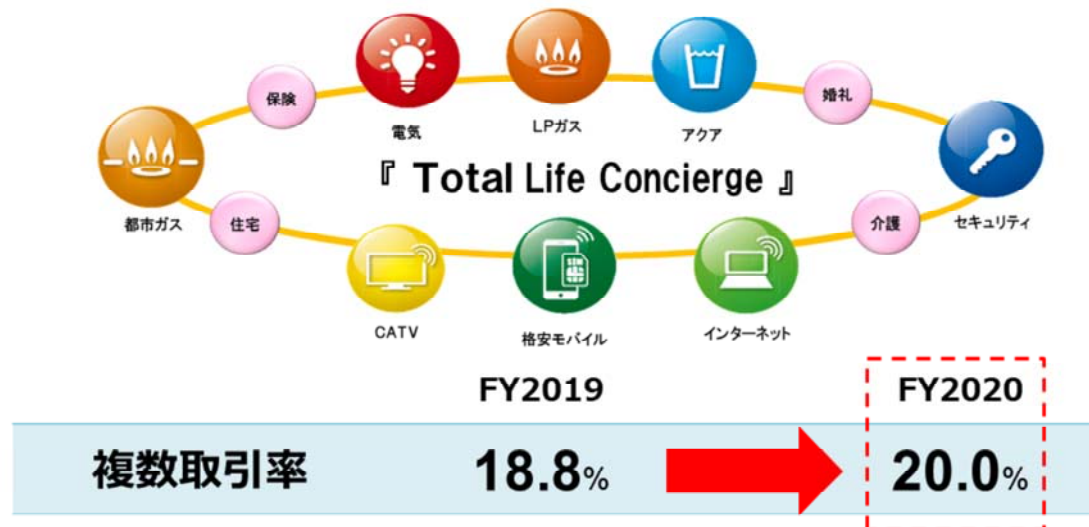 保険
電気
LPガス
アクア
婚礼
『 Total Life Concierge 』
都市ガス
住宅
介護
セキュリティ
CATV
SIM
格安モバイル
インターネット
FY2019
FY2020
複数取引率
18.8%
20.0%